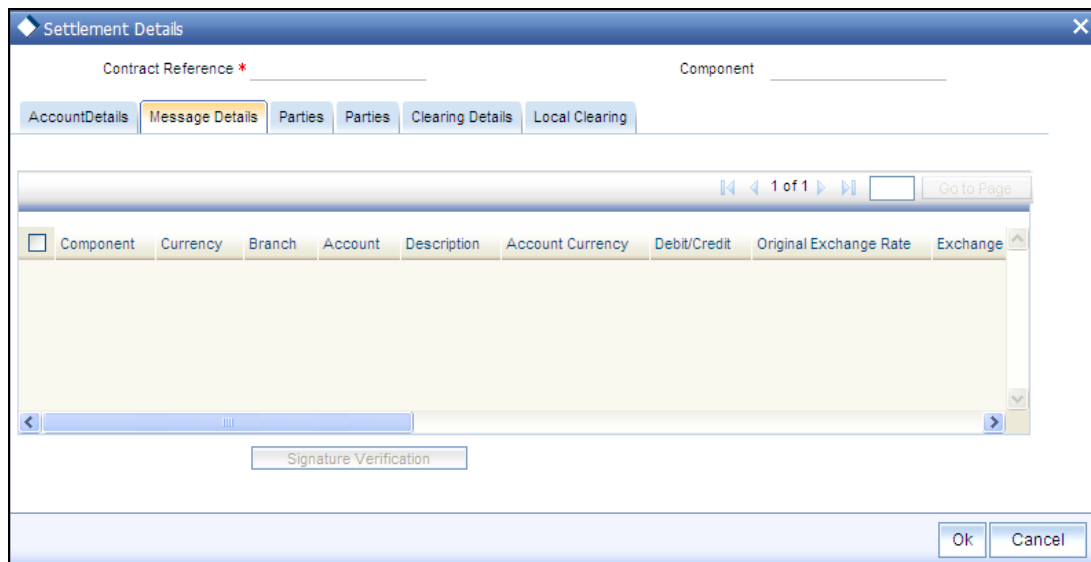 Settlement Details
Contract Reference * Component
AccountDetails Message Details Parties Parties Clearing Details Local Clearing
1 of 1 Go to Page
Component Currency Branch Account Description Account Currency Debit/Credit Original Exchange Rate Exchange
Signature Verification
Ok Cancel